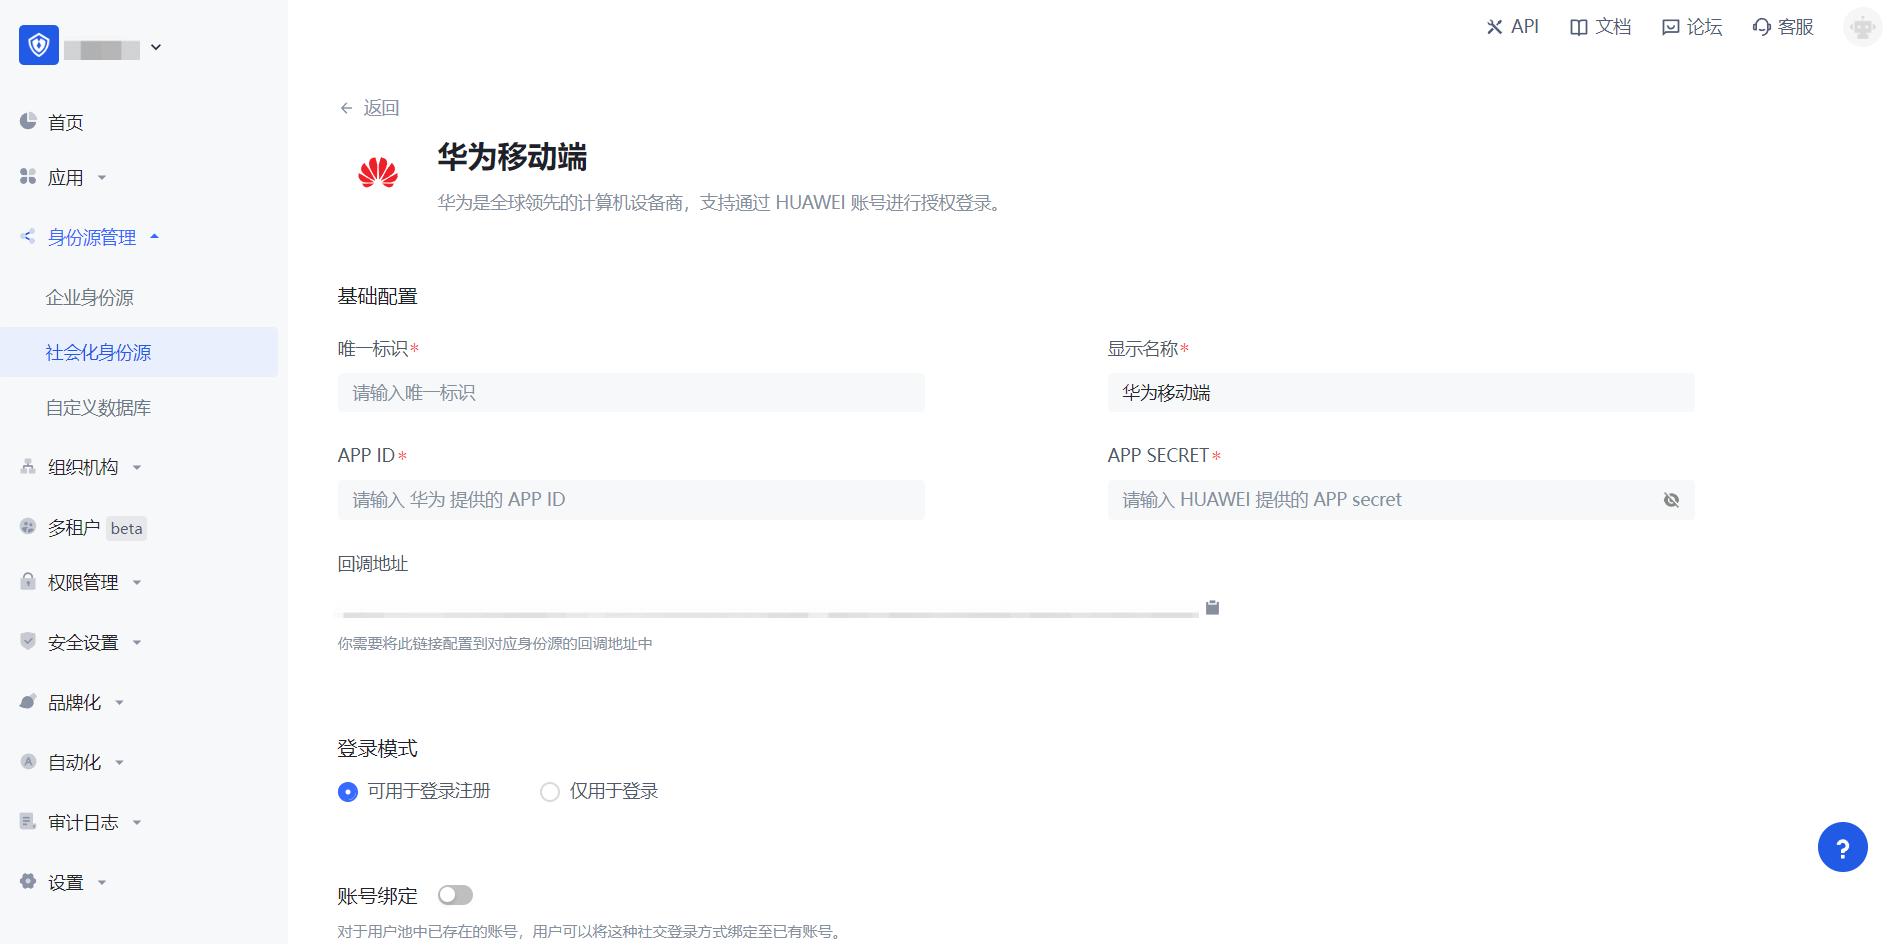 API
文档
论坛
客服
首页
应用
身份源管理
企业身份源
社会化身份源
自定义数据库
组织机构
多租户 beta
权限管理
安全设置
品牌化
自动化
审计日志
设置
返回
华为移动端
华为是全球领先的计算机设备商，支持通过 HUAWEI 账号进行授权登录。
基础配置
唯一标识*
请输入唯一标识
显示名称*
华为移动端
APP ID*
请输入 华为 提供的 APP ID
APP SECRET*
请输入 HUAWEI 提供的 APP secret
回调地址
你需要将此链接配置到对应身份源的回调地址中
登录模式
可用于登录注册
仅用于登录
账号绑定
对于用户池中已存在的账号，用户可以将这种社交登录方式绑定至已有账号。
?